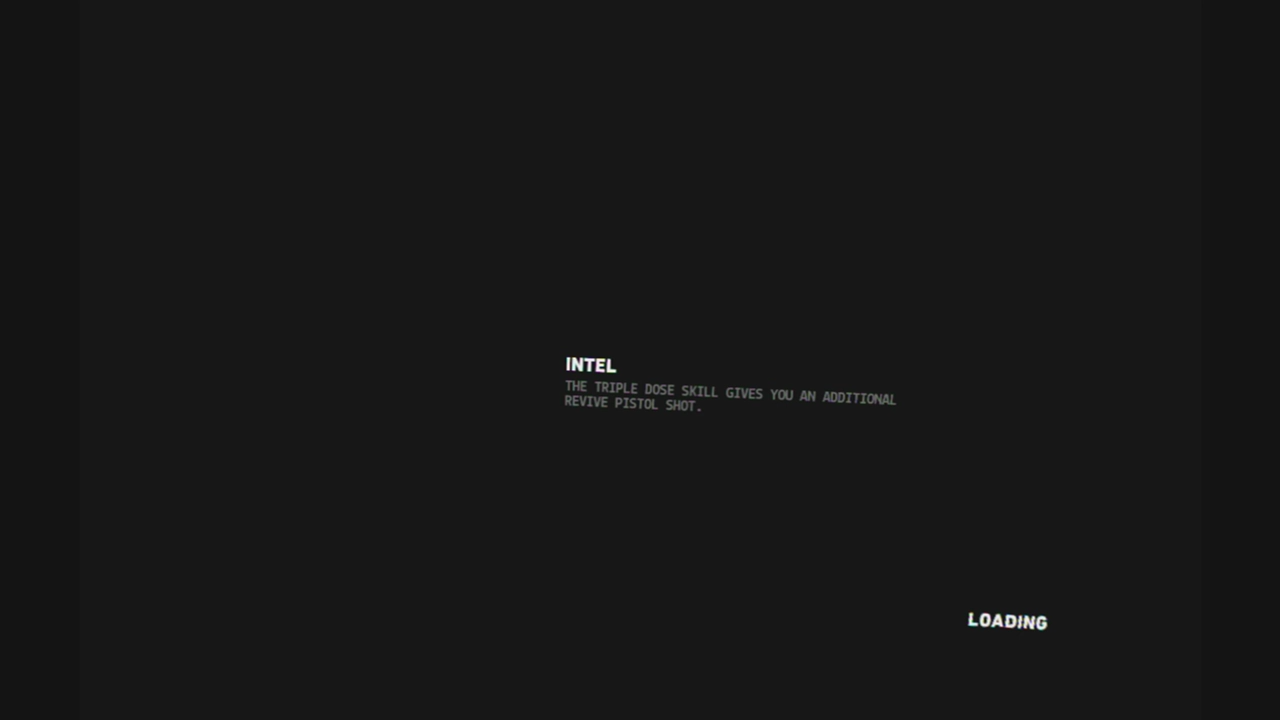 INTEL
THE TRIPLE DOSE SKILL GIVES YOU AN ADDITIONAL
REVIVE PISTOL SHOT.
LOADING